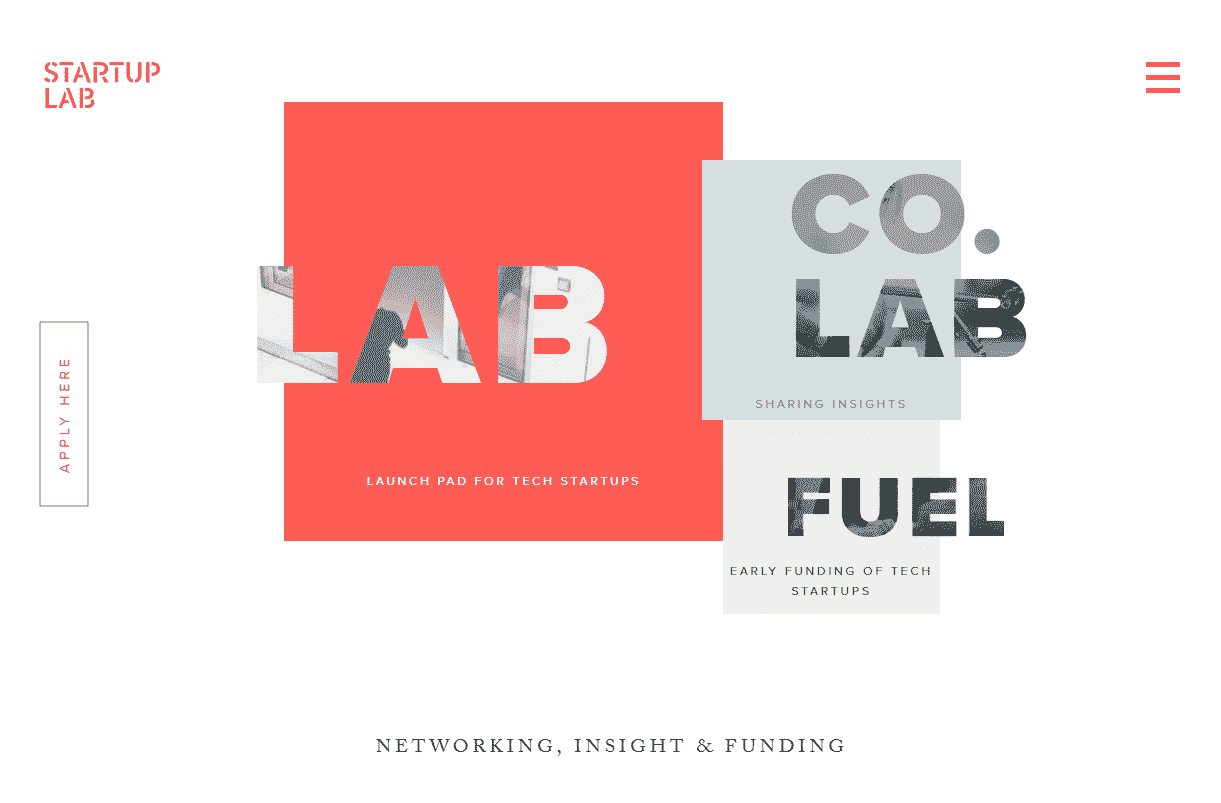 STARTUP
LAB
LAB
LAUNCH PAD FOR TECH STARTUPS
CO.
LAB
SHARING INSIGHTS
FUEL
EARLY FUNDING OF TECH
STARTUPS
APPLY HERE
NETWORKING, INSIGHT & FUNDING